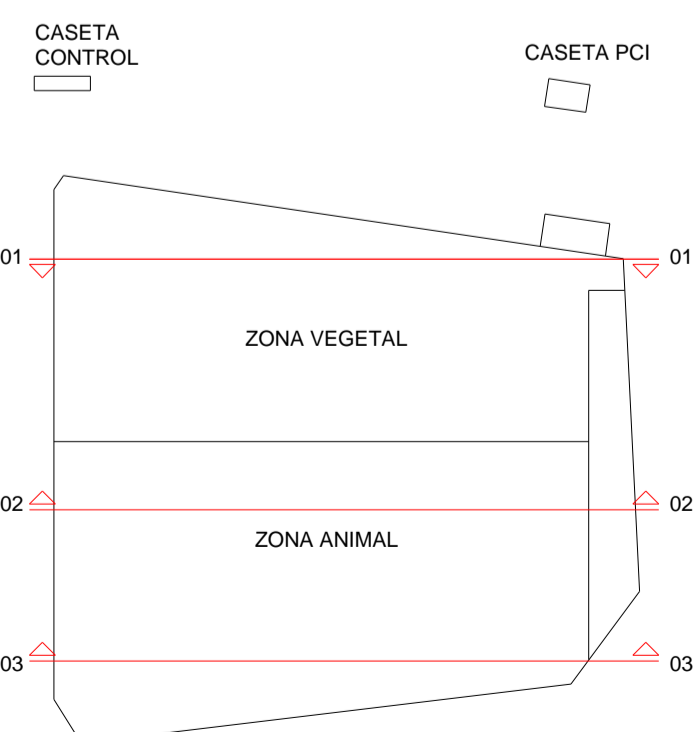 CASETA
CONTROL
CASETA PCI
01
01
ZONA VEGETAL
02
02
ZONA ANIMAL
03
03